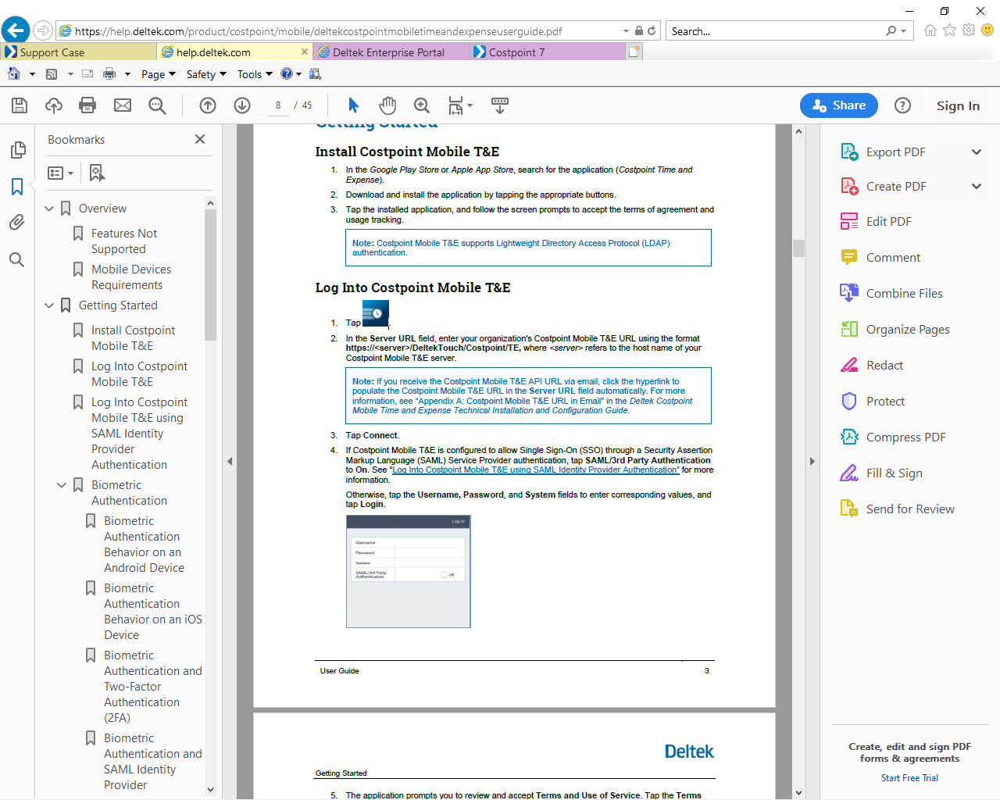 https://help.deltek.com/product/costpoint/mobile/deltekcostpointmobiletimeandexpenseuserguide.pdf
Search...
Support Case
help.deltek.com
Deltek Enterprise Portal
Costpoint 7
Page
Safety
Tools
8 / 45
Share
Sign In
Bookmarks
Overview
Features Not
Supported
Mobile Devices
Requirements
Getting Started
Install Costpoint
Mobile T&E
Log Into Costpoint
Mobile T&E
Log Into Costpoint
Mobile T&E using
SAML Identity
Provider
Authentication
Biometric
Authentication
Biometric
Authentication
Behavior on an
Android Device
Biometric
Authentication
Behavior on an iOS
Device
Biometric
Authentication and
Two-Factor
Authentication
(2FA)
Biometric
Authentication and
SAML Identity
Provider
Getting Started
Install Costpoint Mobile T&E
1. In the Google Play Store or Apple App Store, search for the application (Costpoint Time and
Expense).
2. Download and install the application by tapping the appropriate buttons.
3. Tap the installed application, and follow the screen prompts to accept the terms of agreement and
usage tracking.
Note: Costpoint Mobile T&E supports Lightweight Directory Access Protocol (LDAP)
authentication.
Log Into Costpoint Mobile T&E
1. Tap .
2. In the Server URL field, enter your organization's Costpoint Mobile T&E URL using the format
https://<server>/DeltekTouch/Costpoint/TE, where <server> refers to the host name of your
Costpoint Mobile T&E server.
Note: If you receive the Costpoint Mobile T&E API URL via email, click the hyperlink to
populate the Costpoint Mobile T&E URL in the Server URL field automatically. For more
information, see “Appendix A: Costpoint Mobile T&E URL in Email” in the Deltek Costpoint
Mobile Time and Expense Technical Installation and Configuration Guide.
3. Tap Connect.
4. If Costpoint Mobile T&E is configured to allow Single Sign-On (SSO) through a Security Assertion
Markup Language (SAML) Service Provider authentication, tap SAML/3rd Party Authentication
to On. See “Log Into Costpoint Mobile T&E using SAML Identity Provider Authentication” for more
information.
Otherwise, tap the Username, Password, and System fields to enter corresponding values, and
tap Login.
Log In
Username
Password
System
SAML/3rd Party
Authentication
Off
User Guide
3
Deltek
Getting Started
5. The application prompts you to review and accept Terms and Use of Service. Tap the Terms
Export PDF
Create PDF
Edit PDF
Comment
Combine Files
Organize Pages
Redact
Protect
Compress PDF
Fill & Sign
Send for Review
Create, edit and sign PDF
forms & agreements
Start Free Trial